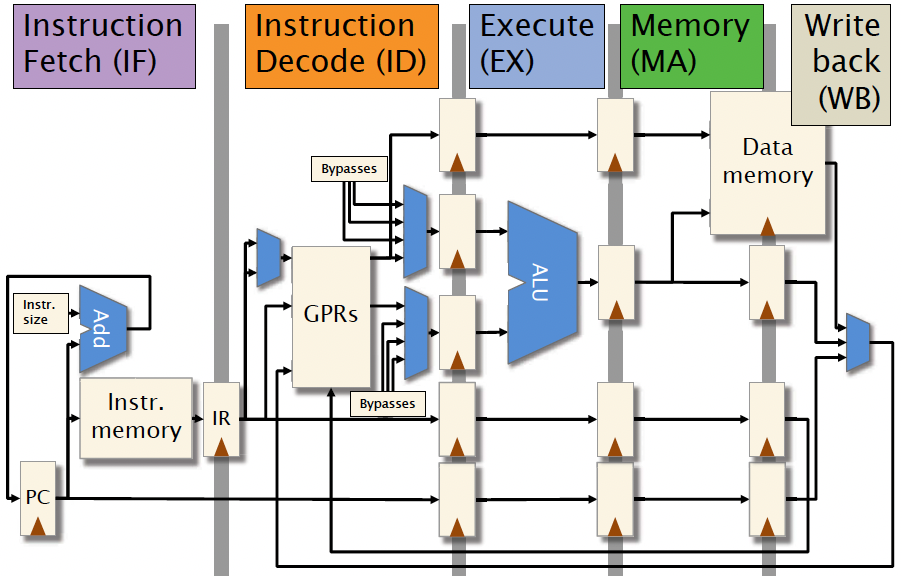 Instruction
Fetch (IF)
Instruction
Decode (ID)
Execute
(EX)
Memory
(MA)
Write
back
(WB)
Data
memory
Bypasses
ALU
GPRs
Instr.
size
Add
Instr.
memory
IR
Bypasses
PC